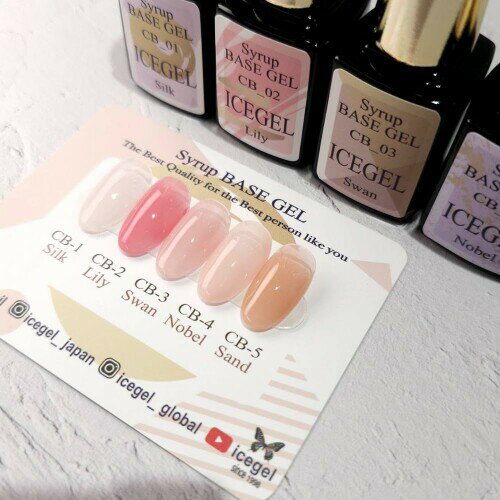 Syrup
BASE GEL
CB_01
ICEGEL
Silk
Syrup
BASE GEL
CB_02
ICEGEL
Lily
Syrup
BASE GEL
CB_03
ICEGEL
Swan
ICEGEL
Nobel
Syrup BASE GEL
The Best Quality for the Best person like you
CB-1
Silk
CB-2
Lily
CB-3
Swan
CB-4
Nobel
CB-5
Sand
icegel_japan
icegel_global
icegel
SINCE 1998